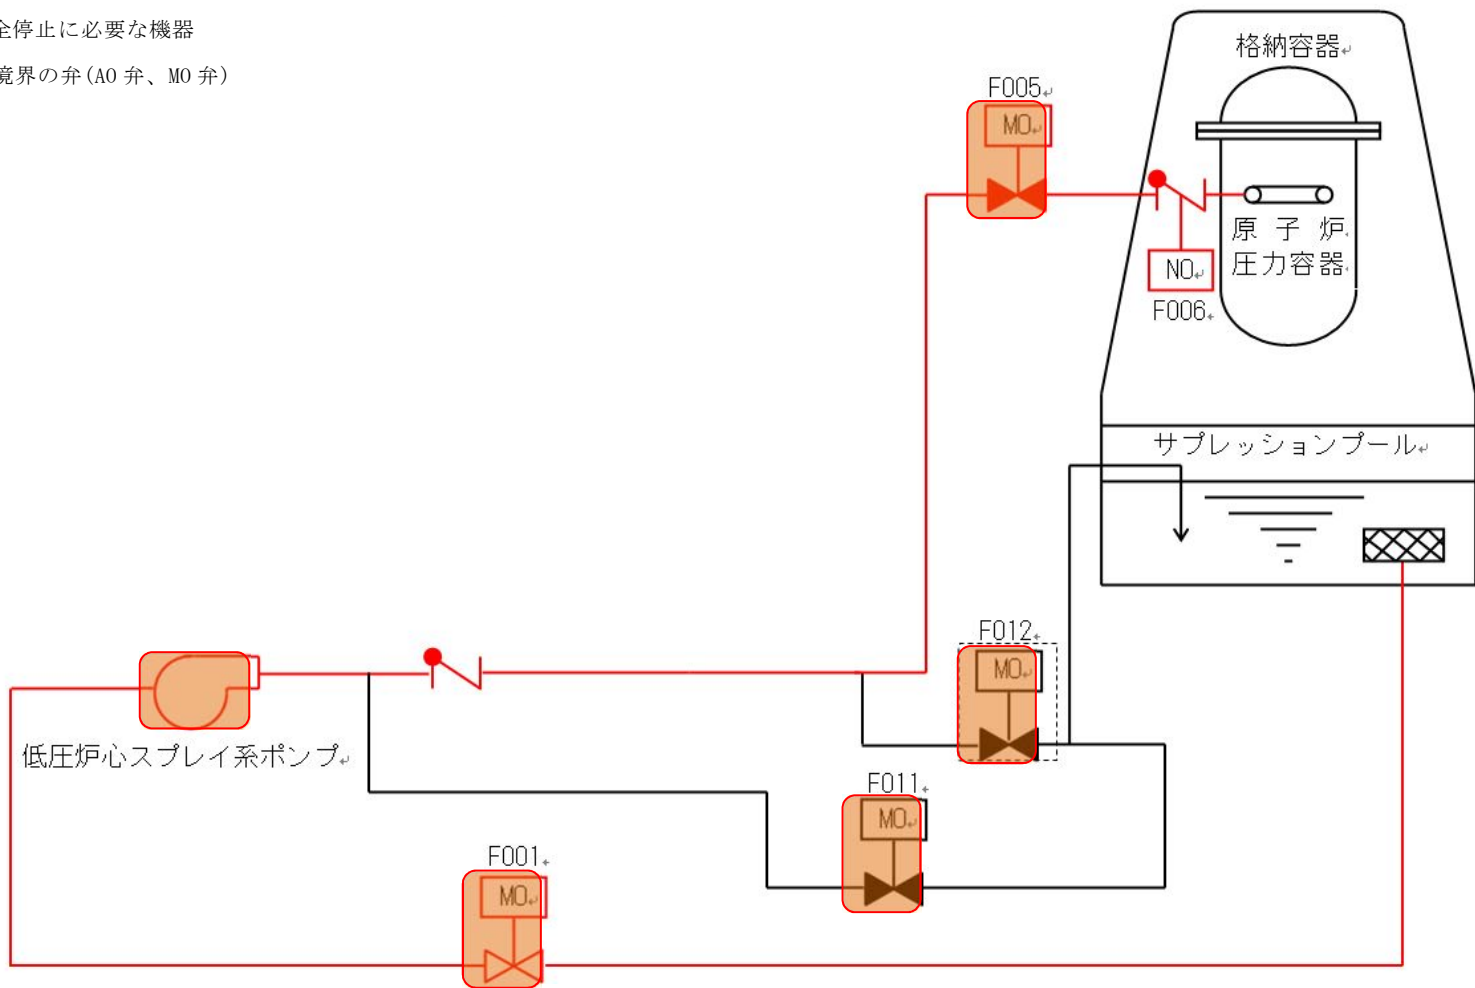 全停止に必要な機器
境界の弁(AO 弁、MO 弁)
格納容器
F005
MO
原子炉
圧力容器
NO
F006
サプレッションプール
F012
MO
低圧炉心スプレイ系ポンプ
F011
MO
F001
MO